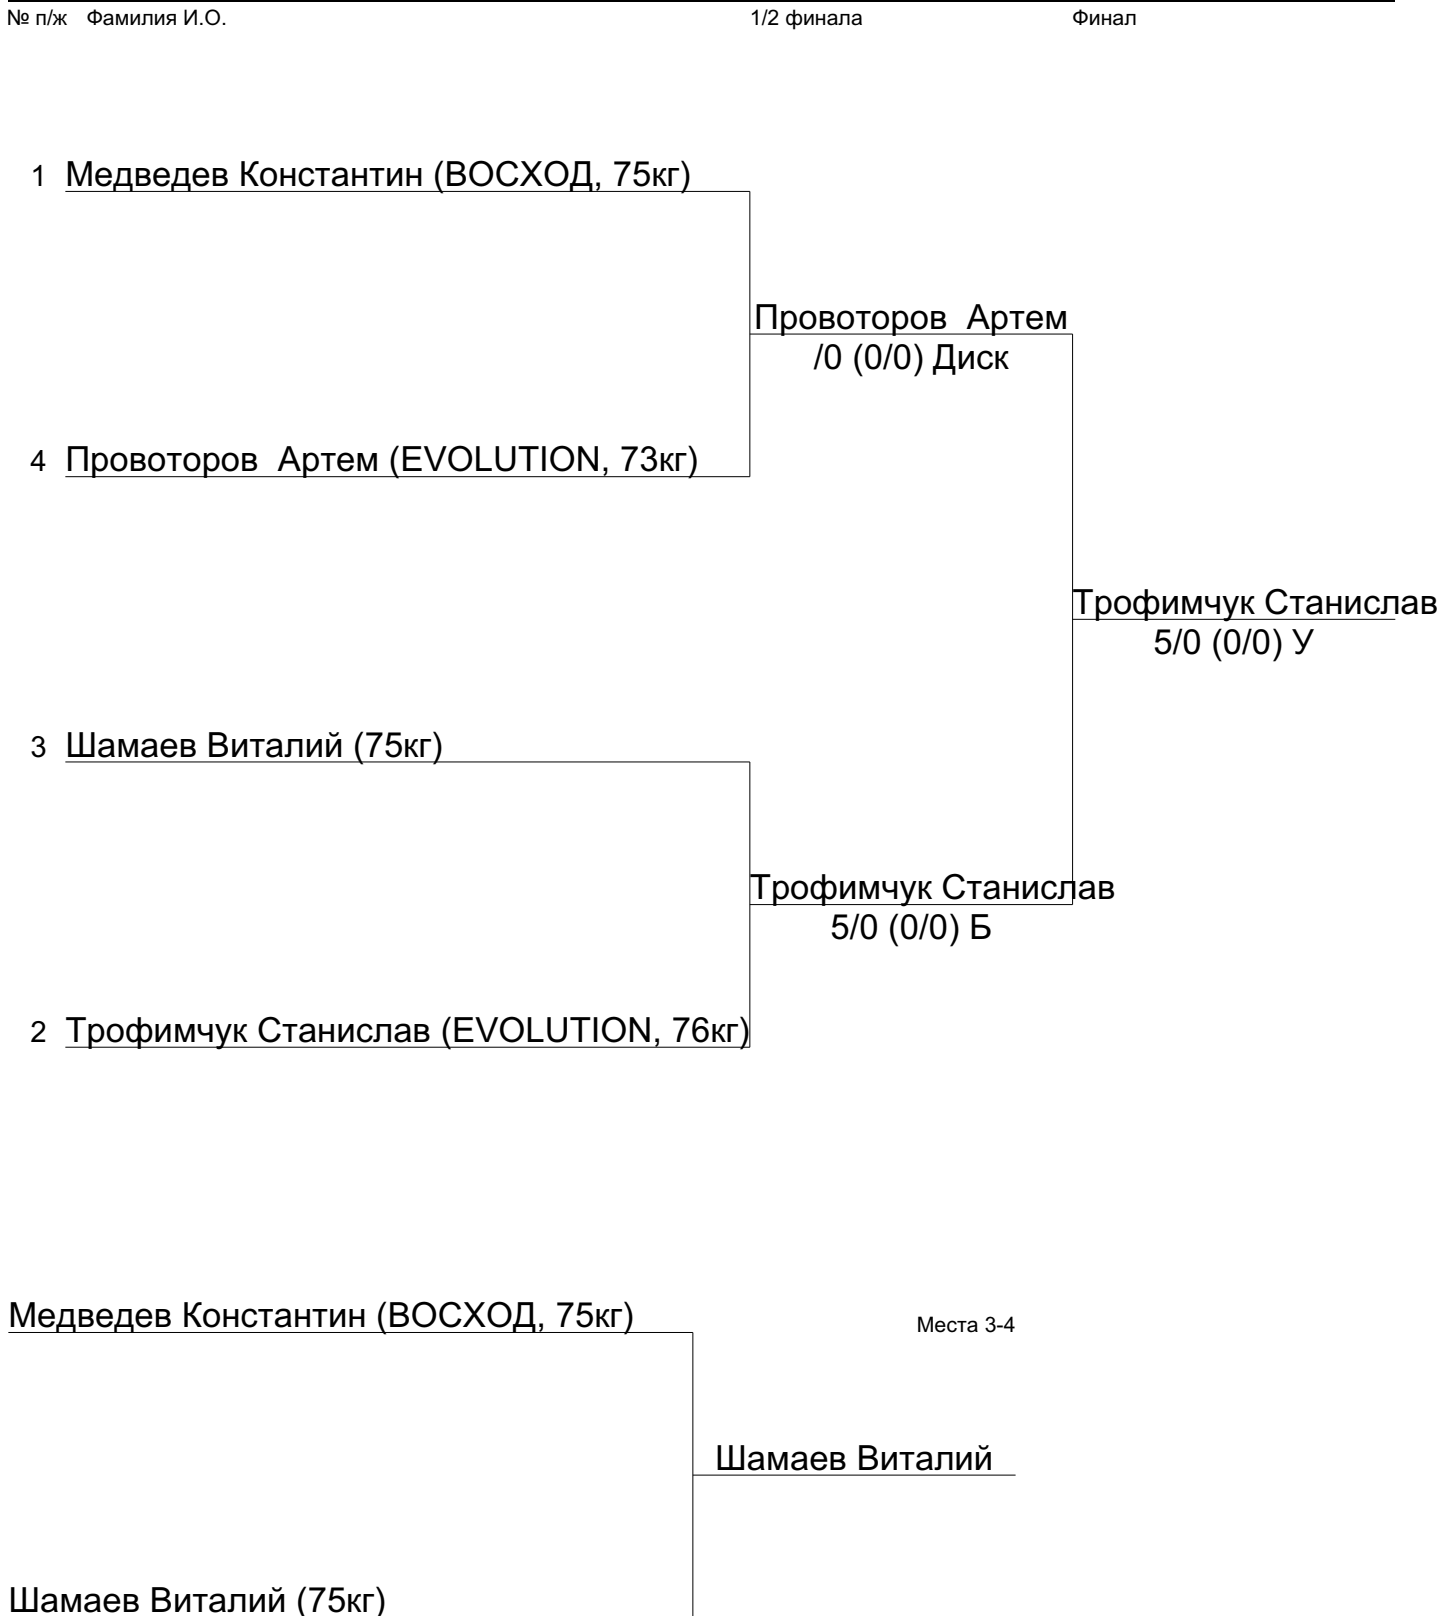 № п/ж Фамилия И.О. 1/2 финала Финал
1 Медведев Константин (ВОСХОД, 75кг)
Провоторов Артем
/0 (0/0) Диск
4 Провоторов Артем (EVOLUTION, 73кг)
Трофимчук Станислав
5/0 (0/0) У
3 Шамаев Виталий (75кг)
Трофимчук Станислав
5/0 (0/0) Б
2 Трофимчук Станислав (EVOLUTION, 76кг)
Медведев Константин (ВОСХОД, 75кг) Места 3-4
Шамаев Виталий
Шамаев Виталий (75кг)